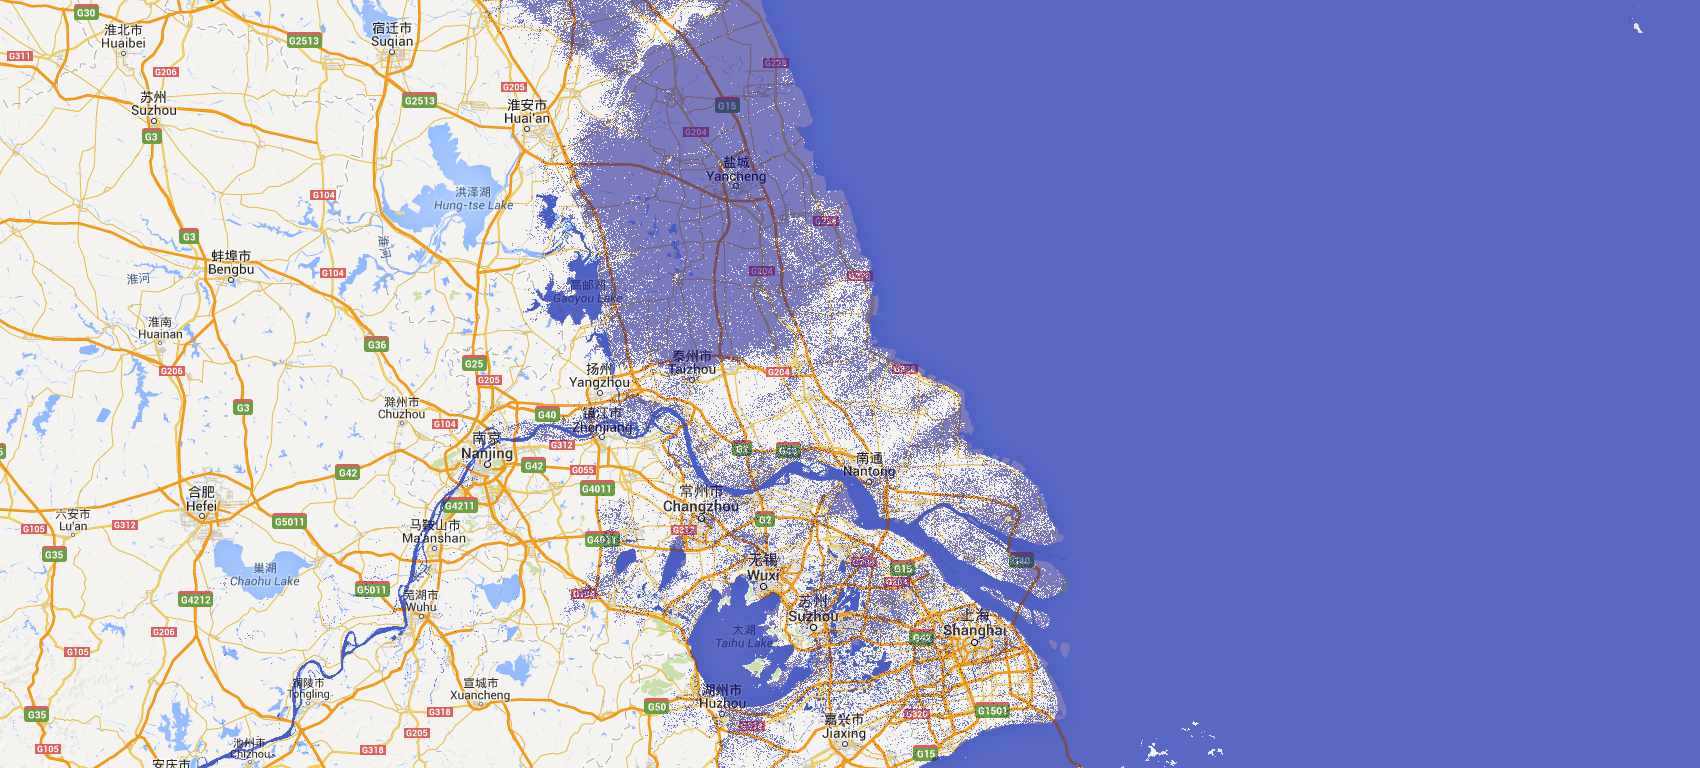 G30
淮北市
Huaibei
G311
G206
G2513
宿迁市
Suqian
G228
苏州
Suzhou
G3
G2513
G205
淮安市
Huai'an
G15
G204
盐城
Yancheng
G104
洪泽湖
Hung-tse Lake
G3
淮河
蚌埠市
Bengbu
淮河
G104
G204
高邮湖
Gaoyou Lake
淮南
Huainan
G206
G36
G25
G205
扬州
Yangzhou
泰州市
Taizhou
G204
G3
滁州市
Chuzhou
G104
G40
镇江市
Zhenjiang
南京
Nanjing
G312
G42
G42
G055
G4011
南通
Nantong
合肥
Hefei
六安市
Lu'an
G105
G312
G5011
G4211
马鞍山市
Ma'anshan
常州市
Changzhou
G2
G312
G4011
G35
巢湖
Chaohu Lake
G4212
G5011
芜湖市
Wuhu
无锡
Wuxi
G15
G40
G206
G105
苏州
Suzhou
太湖
Taihu Lake
G42
上海
Shanghai
铜陵市
Tongling
宣城市
Xuancheng
湖州市
Huzhou
G50
G35
G318
G205
G318
G105
嘉兴市
Jiaxing
G320
G1501
G15
池州市
Chizhou
安庆市